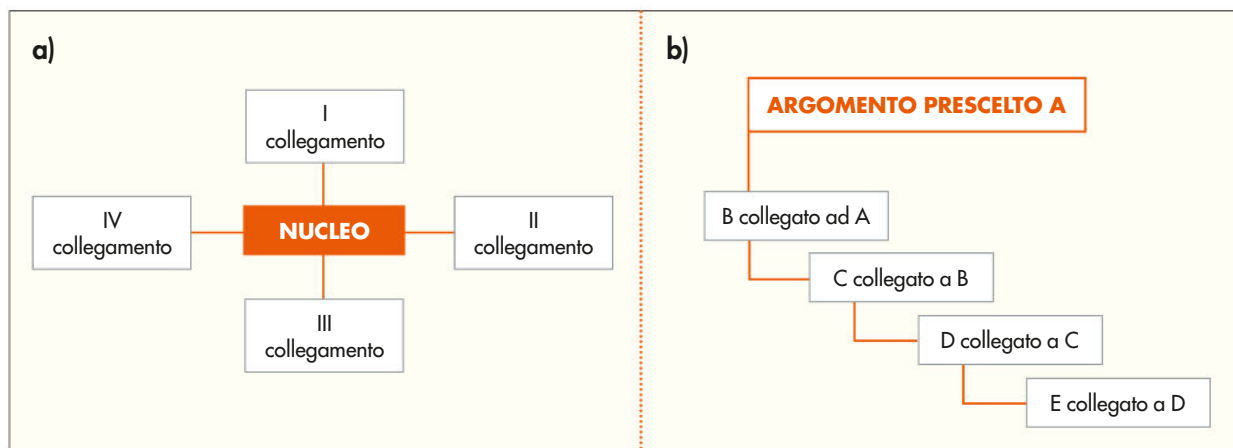 a)
I
collegamento
IV
collegamento
NUCLEO
II
collegamento
III
collegamento
b)
ARGOMENTO PRESCELTO A
B collegato ad A
C collegato a B
D collegato a C
E collegato a D